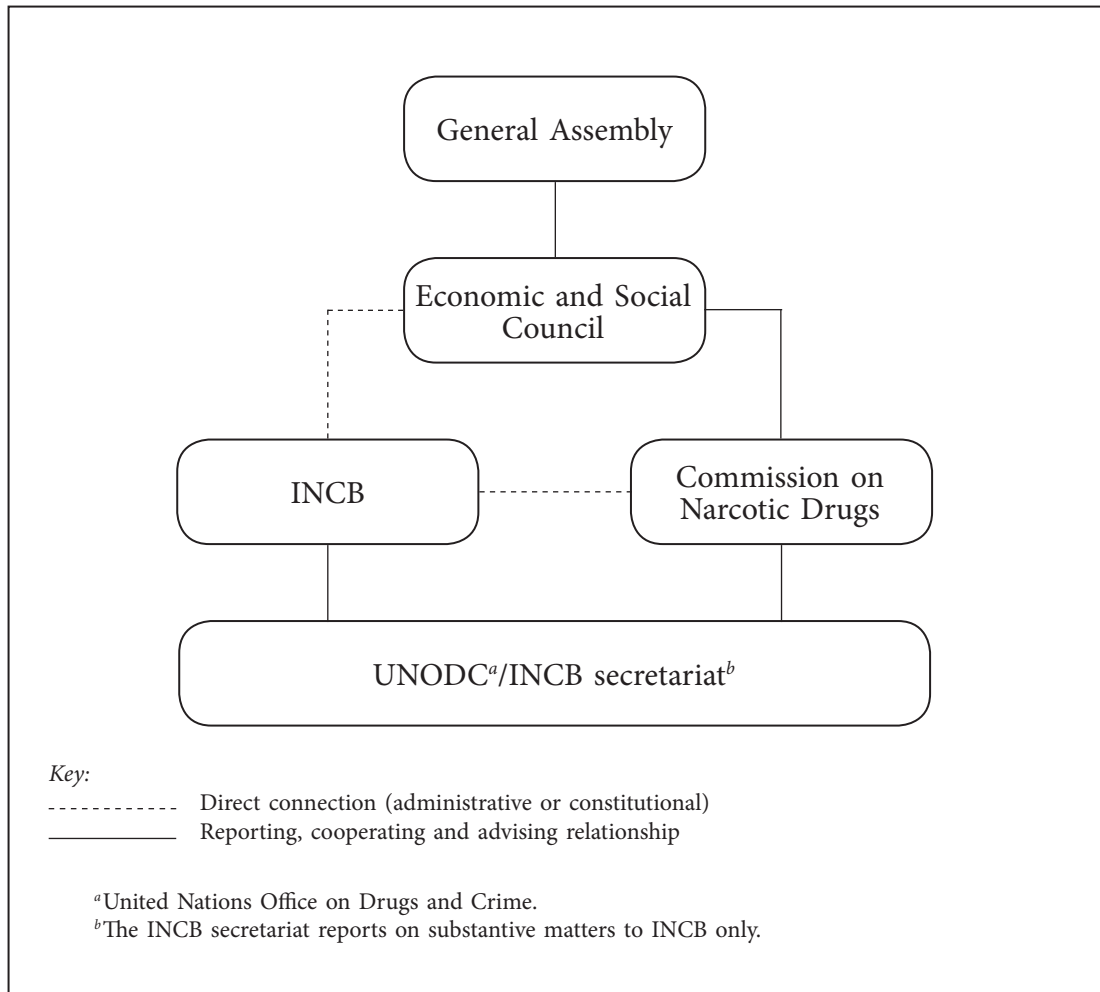 General Assembly
Economic and Social
Council
INCB
Commission on
Narcotic Drugs
UNODCa/INCB secretariatb
Key:
Direct connection (administrative or constitutional)
Reporting, cooperating and advising relationship
aUnited Nations Office on Drugs and Crime.
bThe INCB secretariat reports on substantive matters to INCB only.